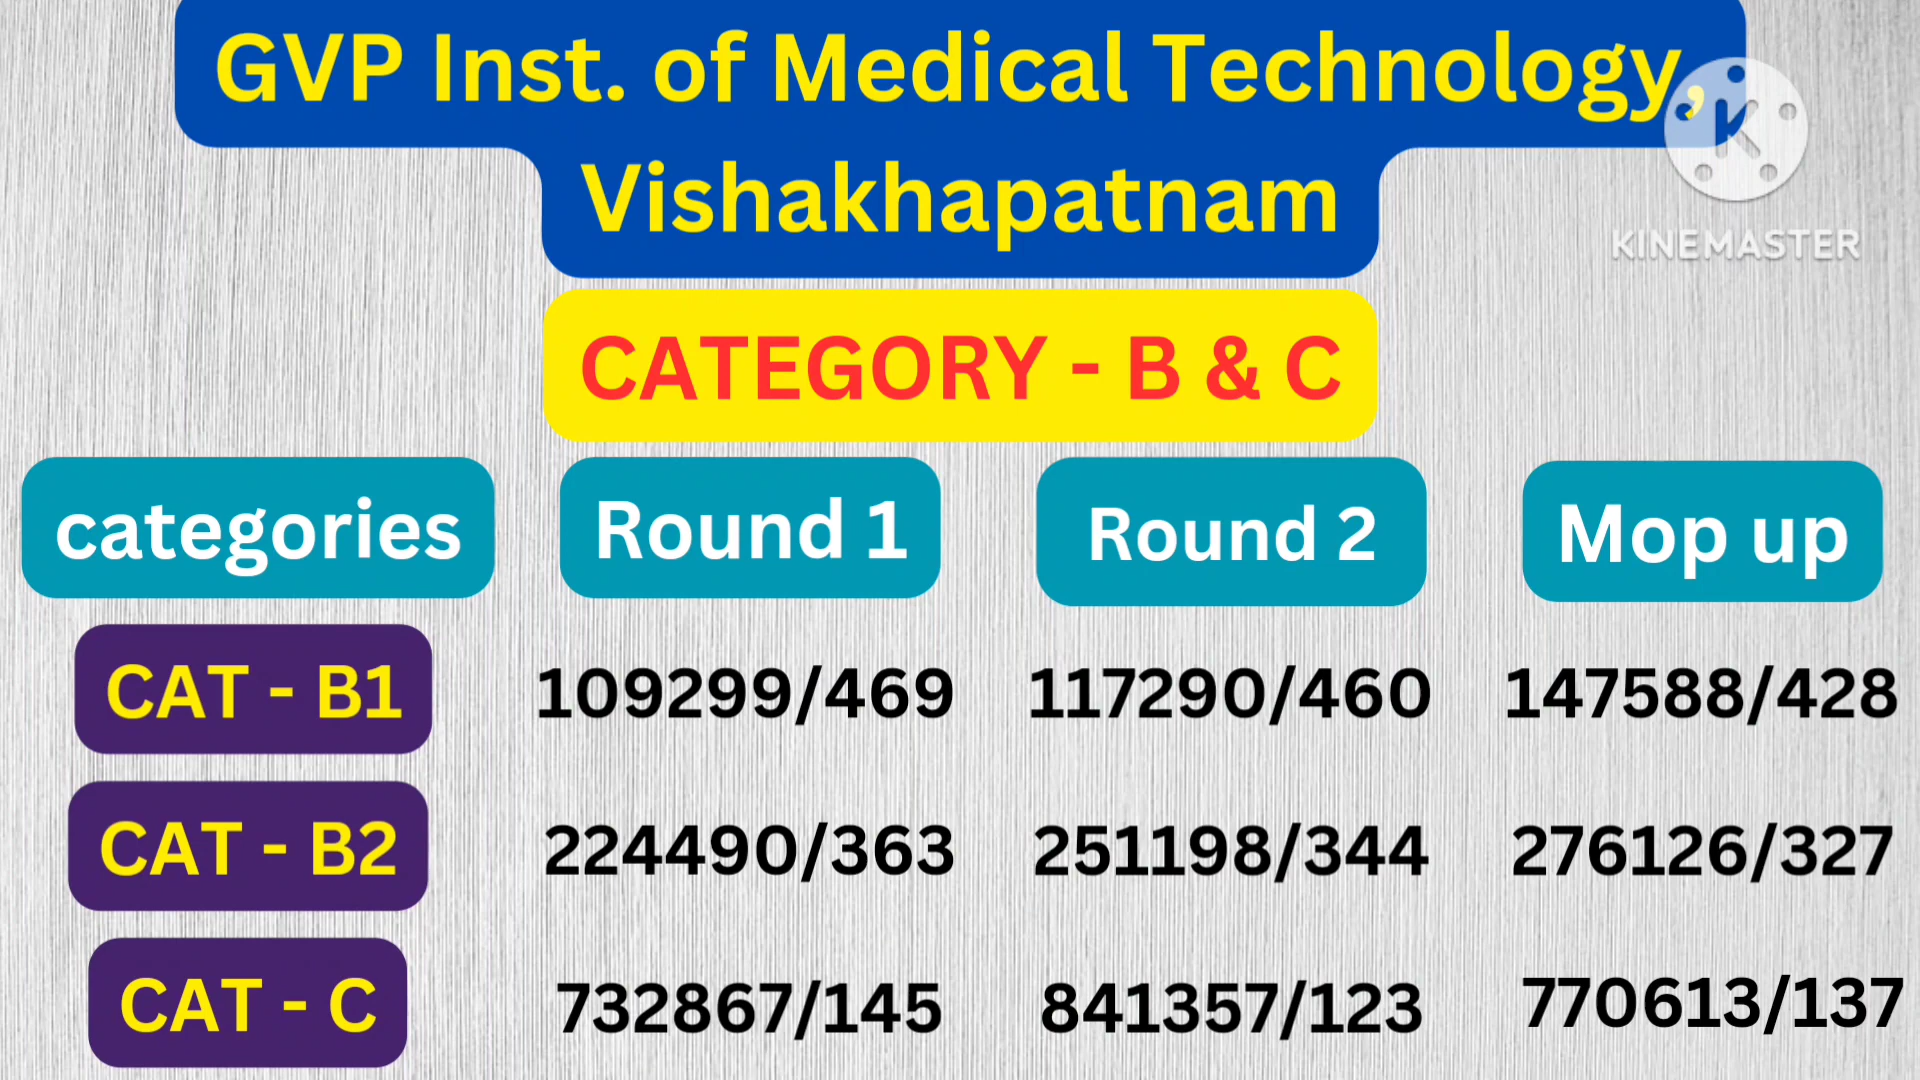 GVP Inst. of Medical Technology,
Vishakhapatnam
KINEMASTER
CATEGORY - B & C
categories Round 1 Round 2 Mop up
CAT - B1 109299/469 117290/460 147588/428
CAT - B2 224490/363 251198/344 276126/327
CAT - C 732867/145 841357/123 770613/137